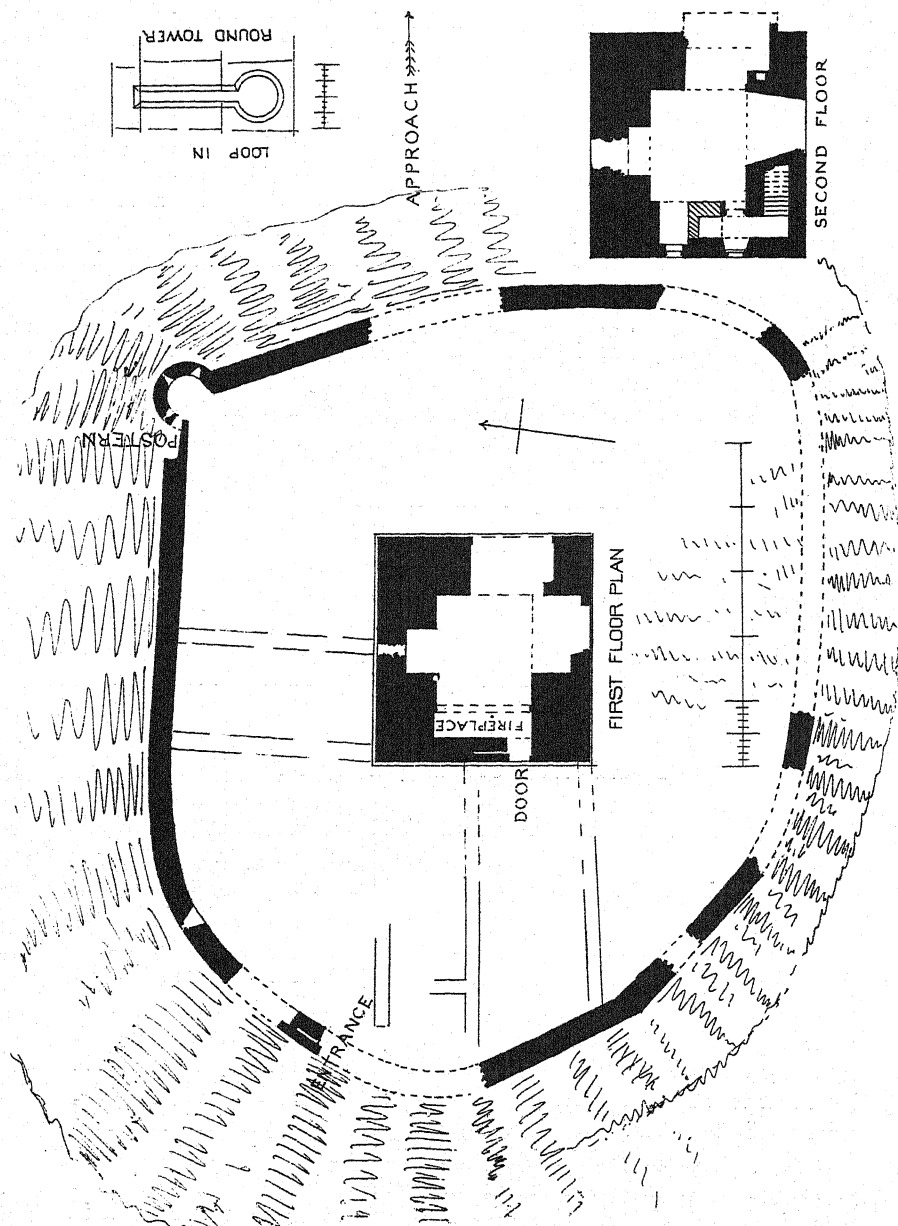 LOOP IN
ROUND TOWER
APPROACH
SECOND FLOOR
POSTERN
FIREPLACE
FIRST FLOOR PLAN
DOOR
ENTRANCE